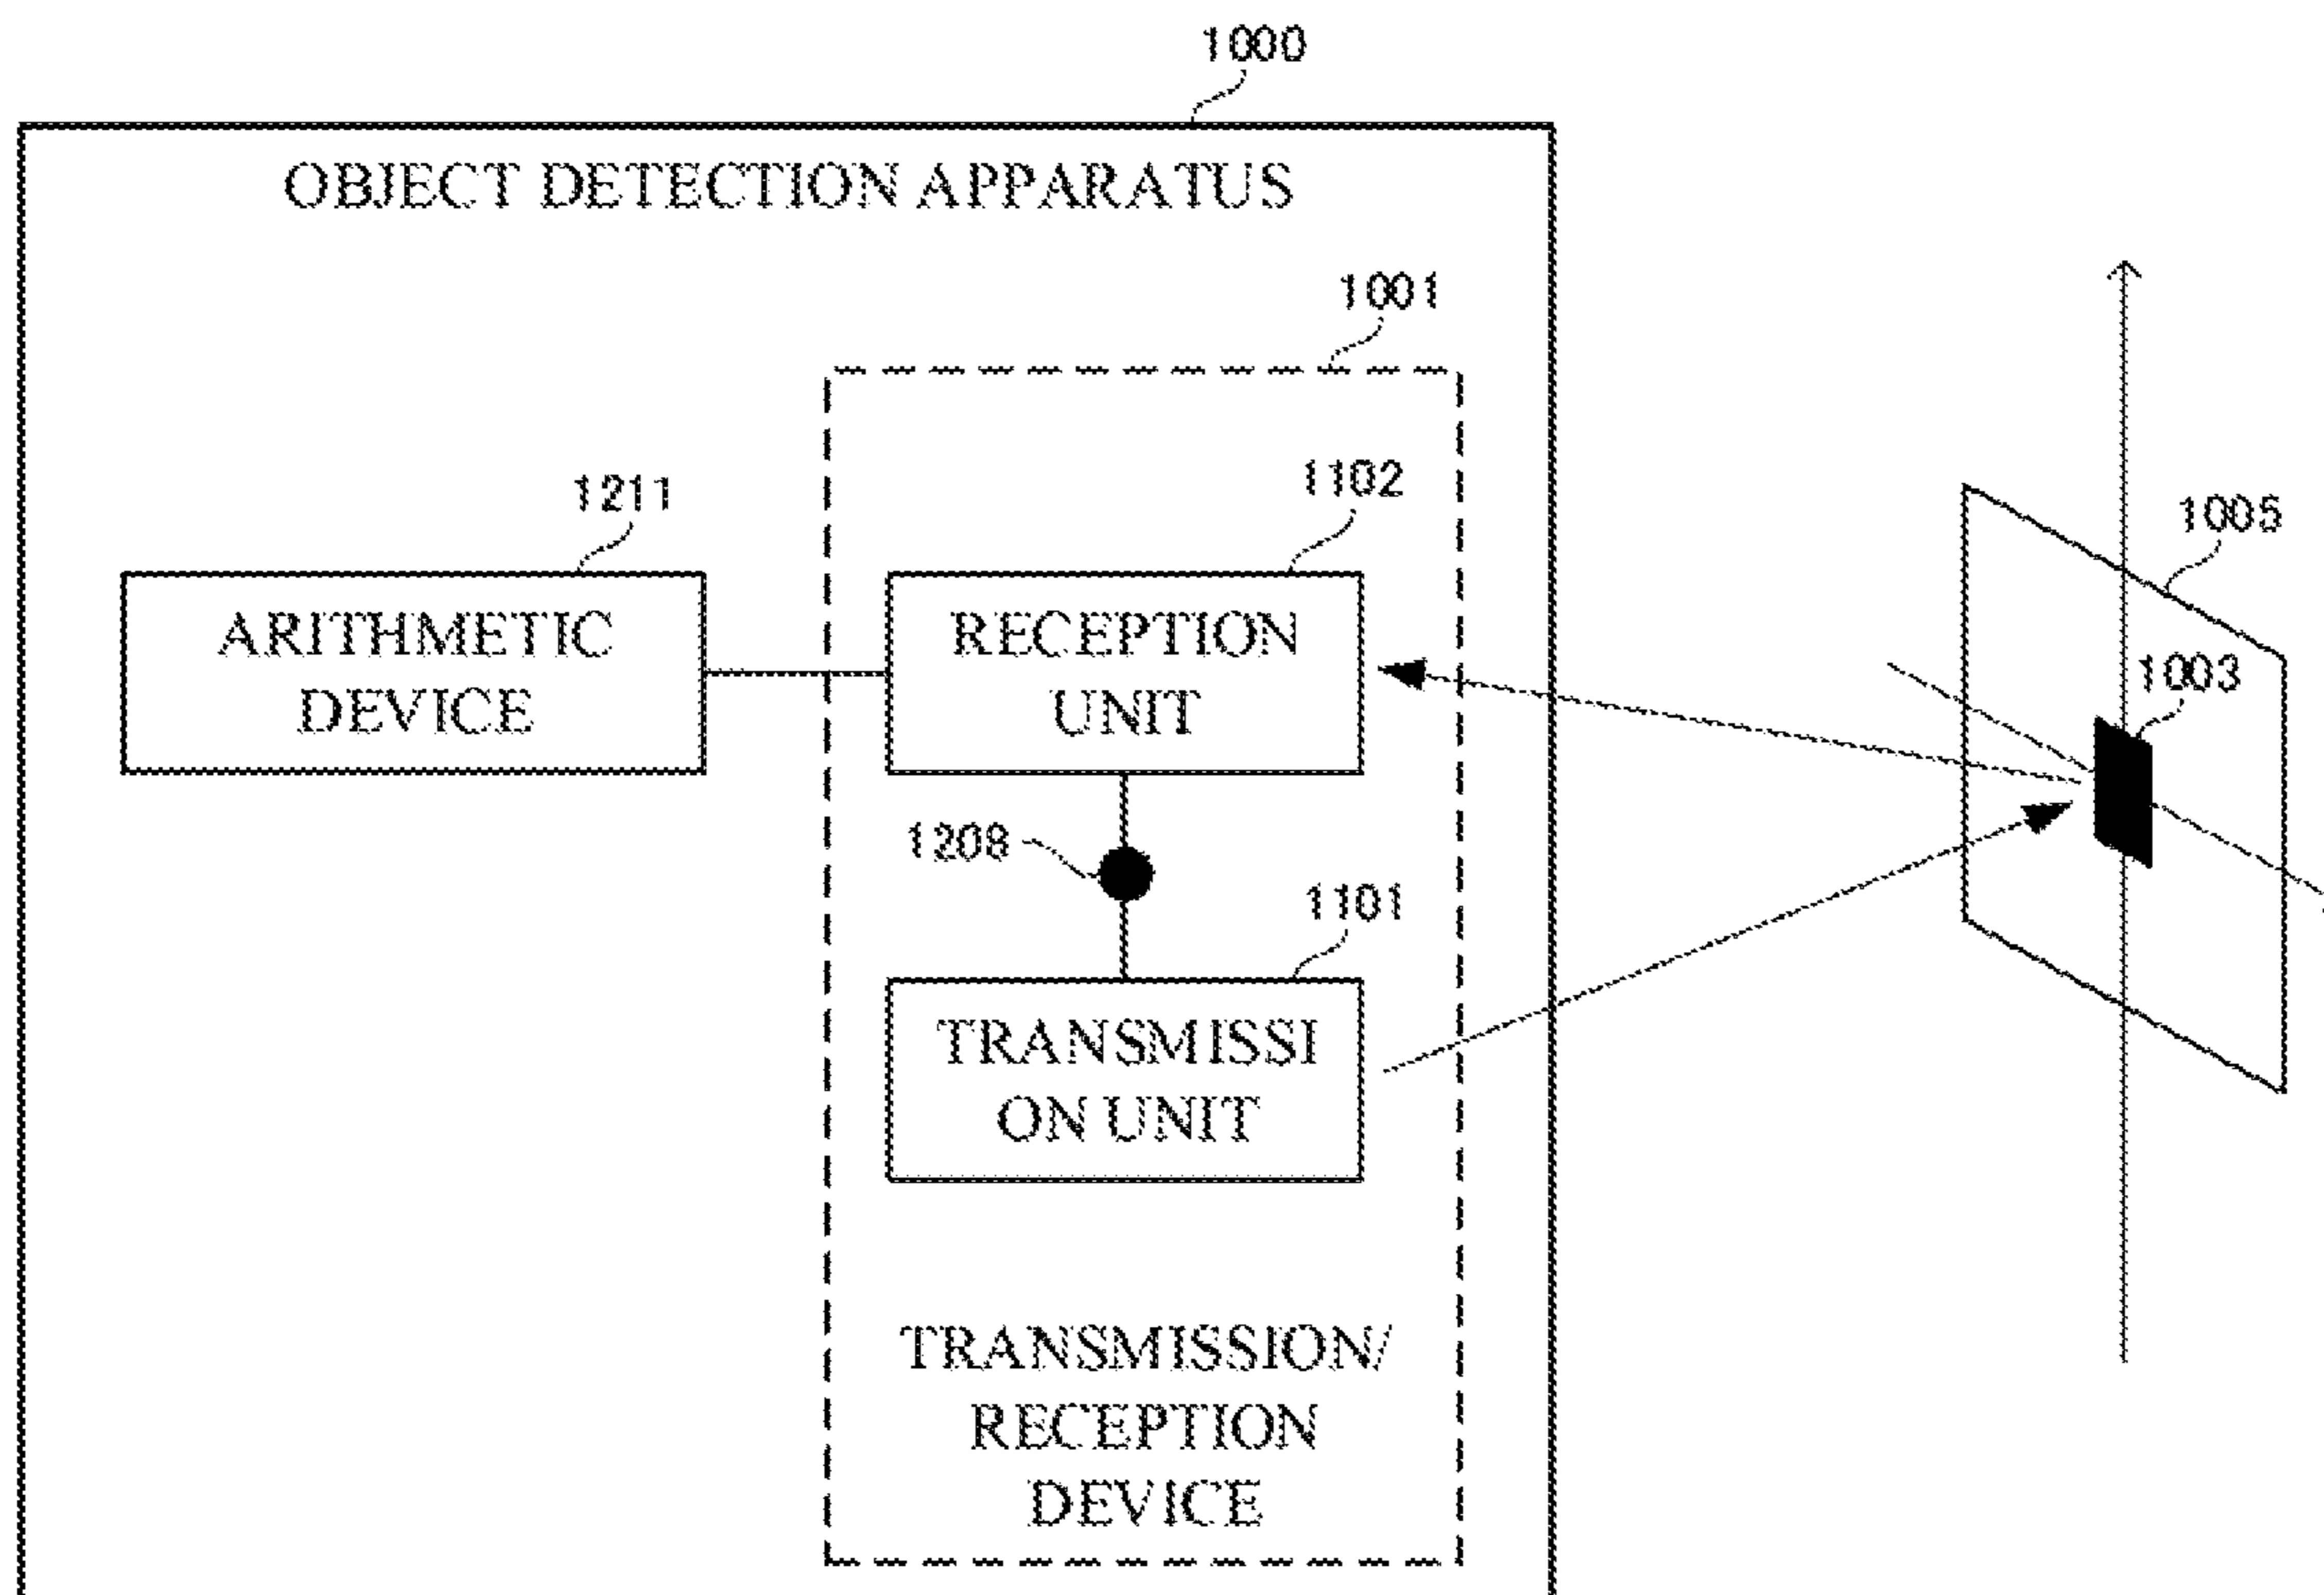 1000
OBJECT DETECTION APPARATUS
1001
1211
1102
1005
ARITHMETIC
DEVICE
RECEPTION
UNIT
1003
1208
1101
TRANSMISSI
ON UNIT
TRANSMISSION/
RECEPTION
DEVICE